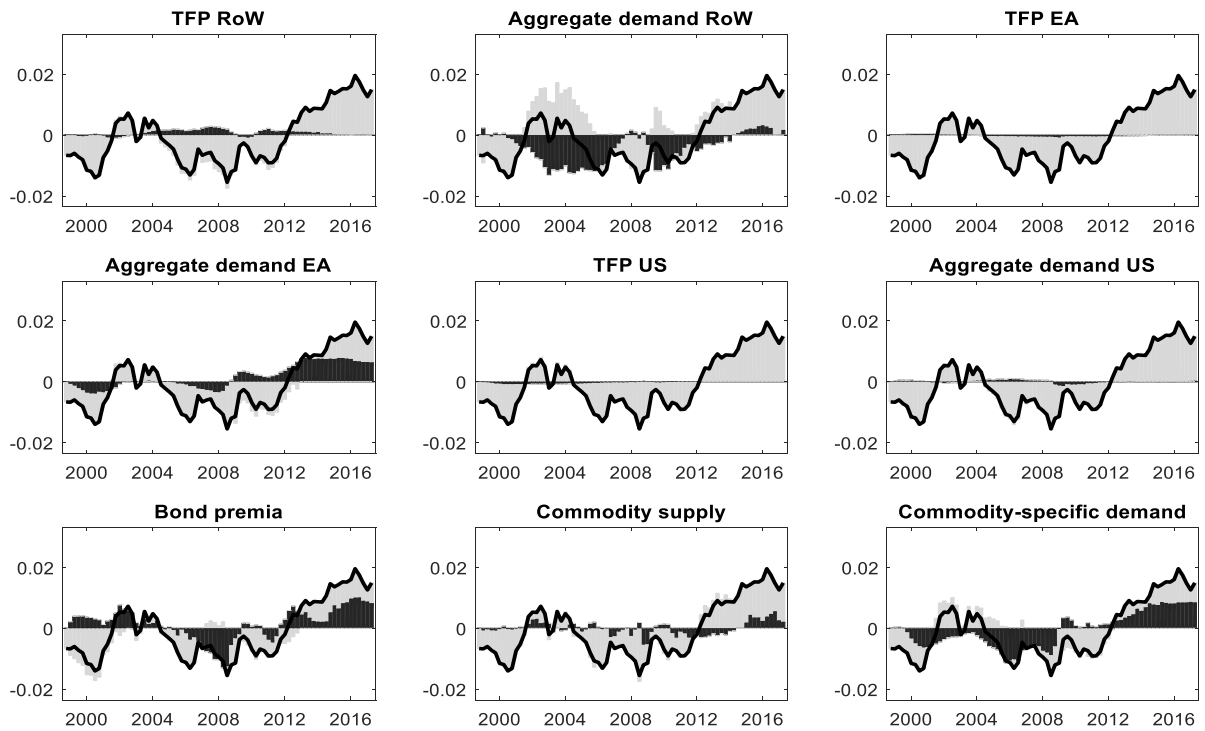 TFP RoW
0.02
0
-0.02
2000 2004 2008 2012 2016
Aggregate demand RoW
0.02
0
-0.02
2000 2004 2008 2012 2016
TFP EA
0.02
0
-0.02
2000 2004 2008 2012 2016
Aggregate demand EA
0.02
0
-0.02
2000 2004 2008 2012 2016
TFP US
0.02
0
-0.02
2000 2004 2008 2012 2016
Aggregate demand US
0.02
0
-0.02
2000 2004 2008 2012 2016
Bond premia
0.02
0
-0.02
2000 2004 2008 2012 2016
Commodity supply
0.02
0
-0.02
2000 2004 2008 2012 2016
Commodity-specific demand
0.02
0
-0.02
2000 2004 2008 2012 2016